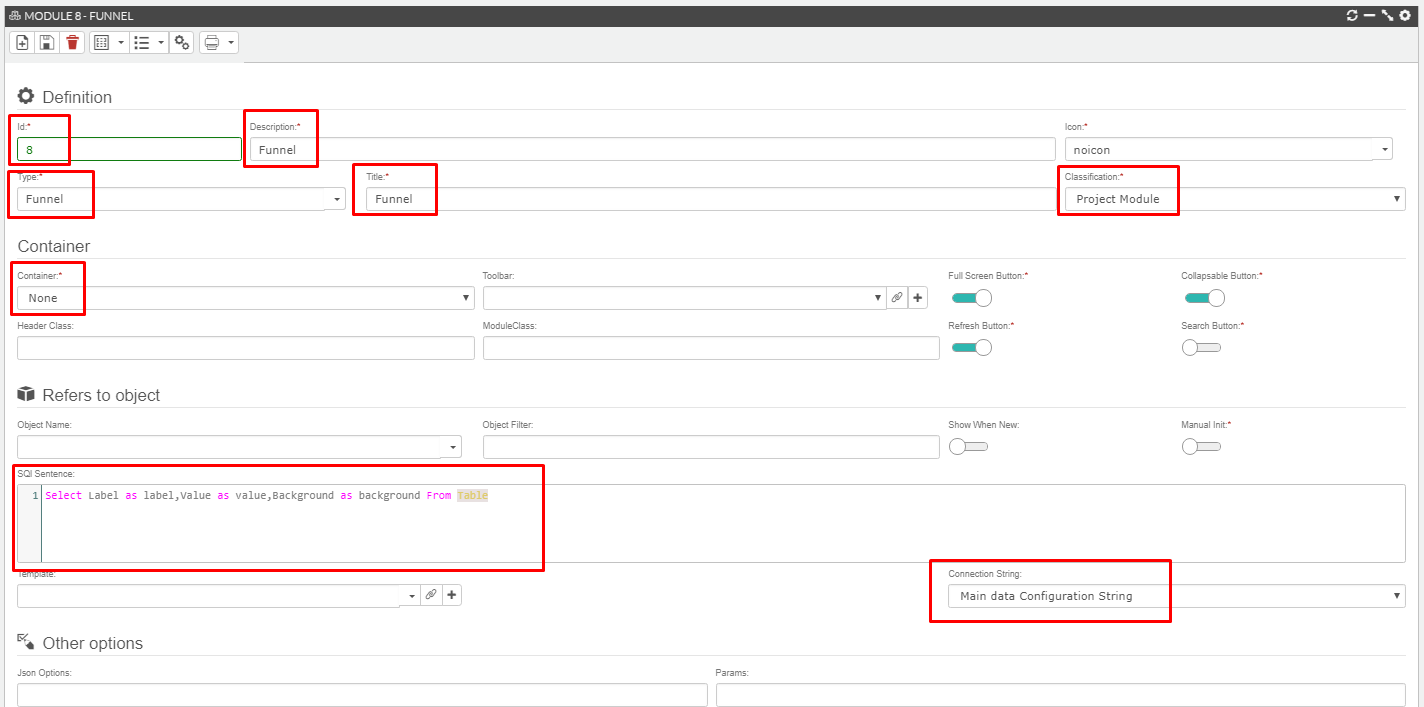 MODULE 8 - FUNNEL
Definition
Id:* Description:* Icon:*
8 Funnel noicon
Type:* Title:* Classification:*
Funnel Funnel Project Module
Container
Container:* Toolbar: Full Screen Button:* Collapsable Button:*
None
Header Class: ModuleClass: Refresh Button:* Search Button:*
Refers to object
Object Name: Object Filter: Show When New: Manual Init:*
SQl Sentence:
1 Select Label as label,Value as value,Background as background From Table
Template: Connection String:
Main data Configuration String
Other options
Json Options: Params: